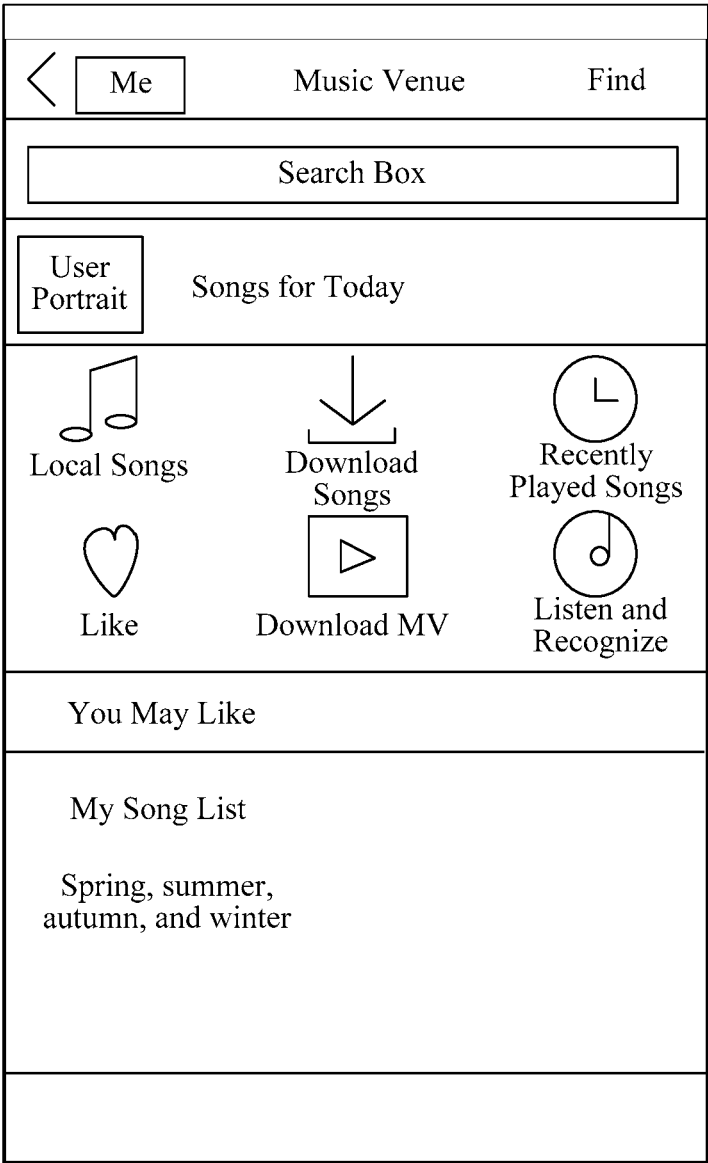 Me
Music Venue
Find
Search Box
User
Portrait
Songs for Today
Local Songs
Download
Songs
Recently
Played Songs
Like
Download MV
Listen and
Recognize
You May Like
My Song List
Spring, summer,
autumn, and winter